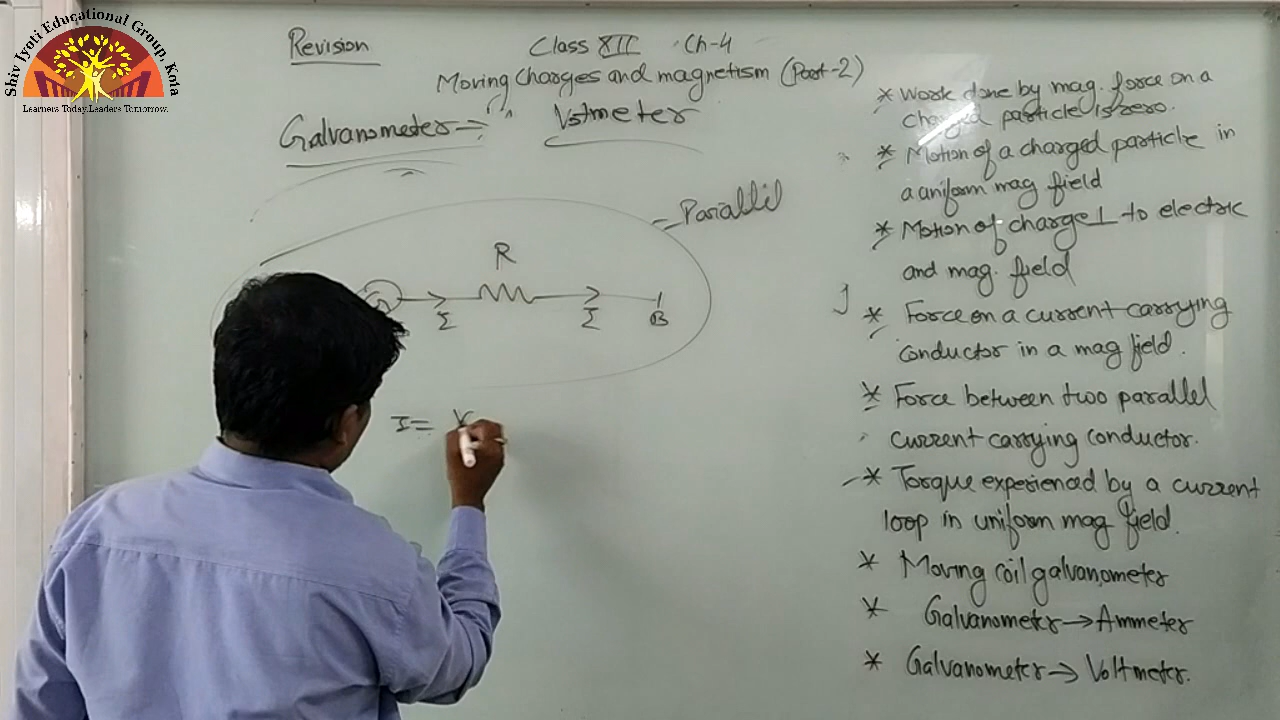 Shiv Jyoti Educational Group, Kota
Learners Today. Leaders Tomorrow.
Revision
Class XII Ch-4
Moving Charges and magnetism (Part-2)
Galvanometer ⇒ Voltmeter
Parallel
R
I I B
I =
* Work done by mag. force on a
charged particle is zero.
* Motion of a charged particle in
a uniform mag field
* Motion of charge ⊥ to electric
and mag. field
* Force on a current carrying
conductor in a mag field.
* Force between two parallel
current carrying conductor.
* Torque experienced by a current
loop in uniform mag field.
* Moving coil galvanometer
* Galvanometer → Ammeter
* Galvanometer → Voltmeter.